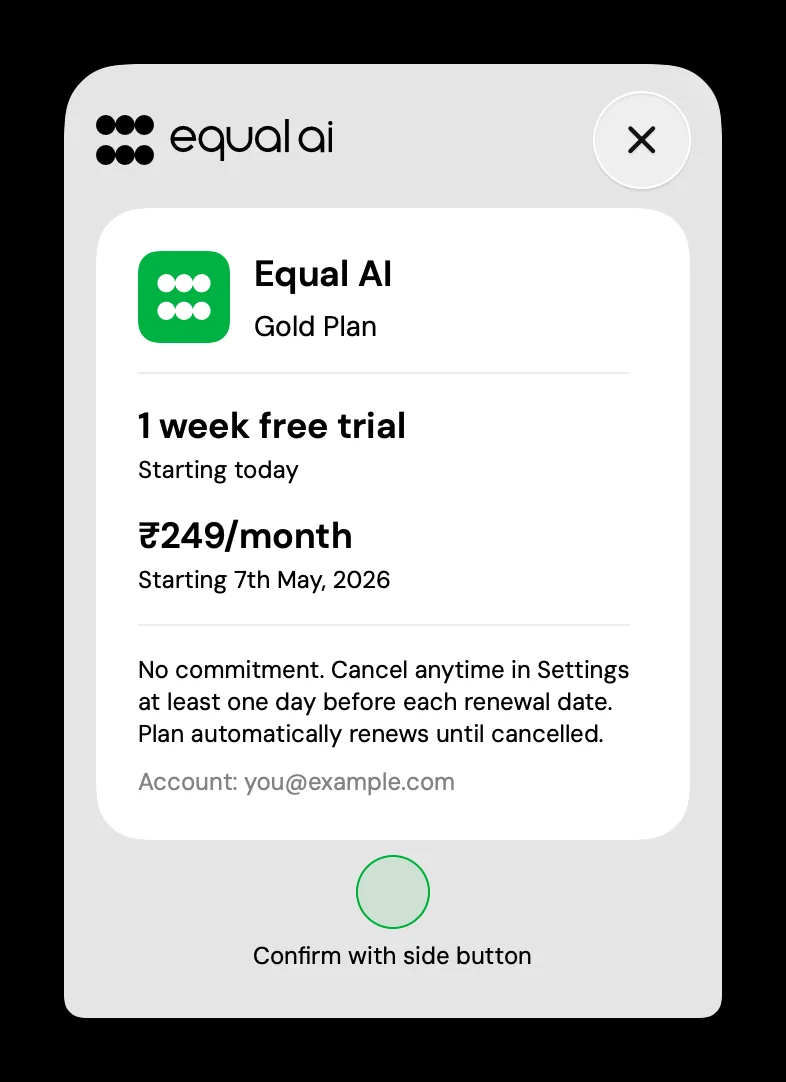 equal ai
Equal AI
Gold Plan
1 week free trial
Starting today
₹249/month
Starting 7th May, 2026
No commitment. Cancel anytime in Settings
at least one day before each renewal date.
Plan automatically renews until cancelled.
Account: you@example.com
Confirm with side button